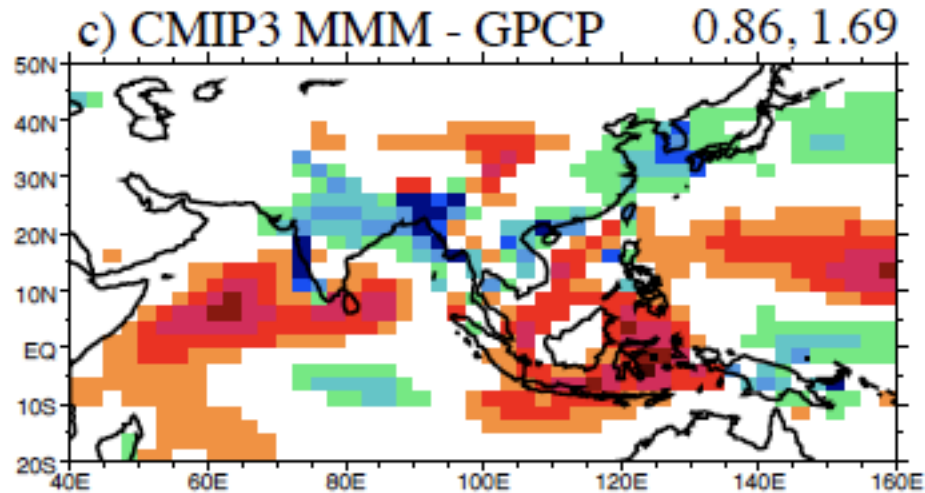 c) CMIP3 MMM - GPCP 0.86, 1.69
50N
40N
30N
20N
10N
EQ
10S
20S
40E 60E 80E 100E 120E 140E 160E